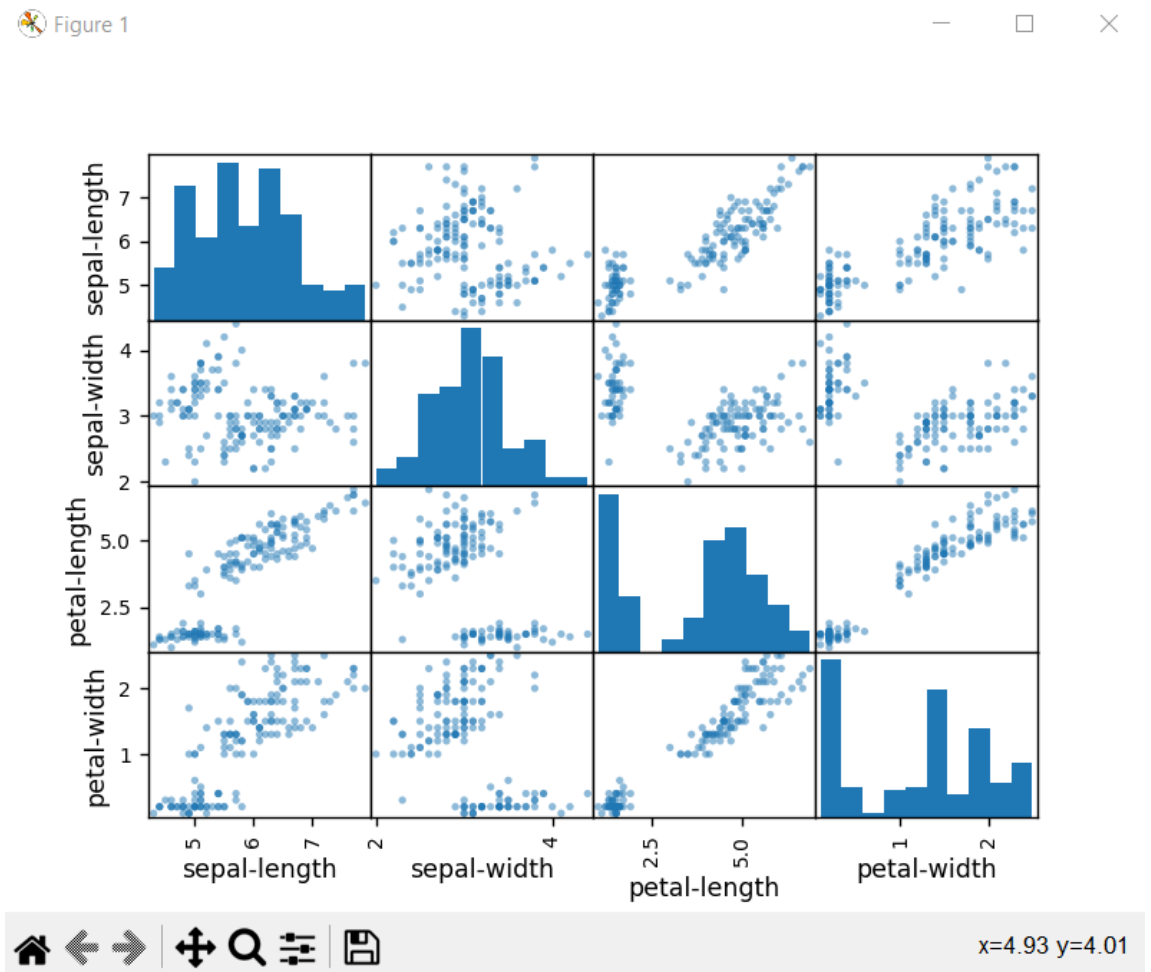 Figure 1
sepal-length
7
6
5
sepal-width
4
3
2
petal-length
5.0
2.5
petal-width
2
1
5 6 7 2 4 2.5 5.0 1 2
sepal-length sepal-width petal-length petal-width
x=4.93 y=4.01